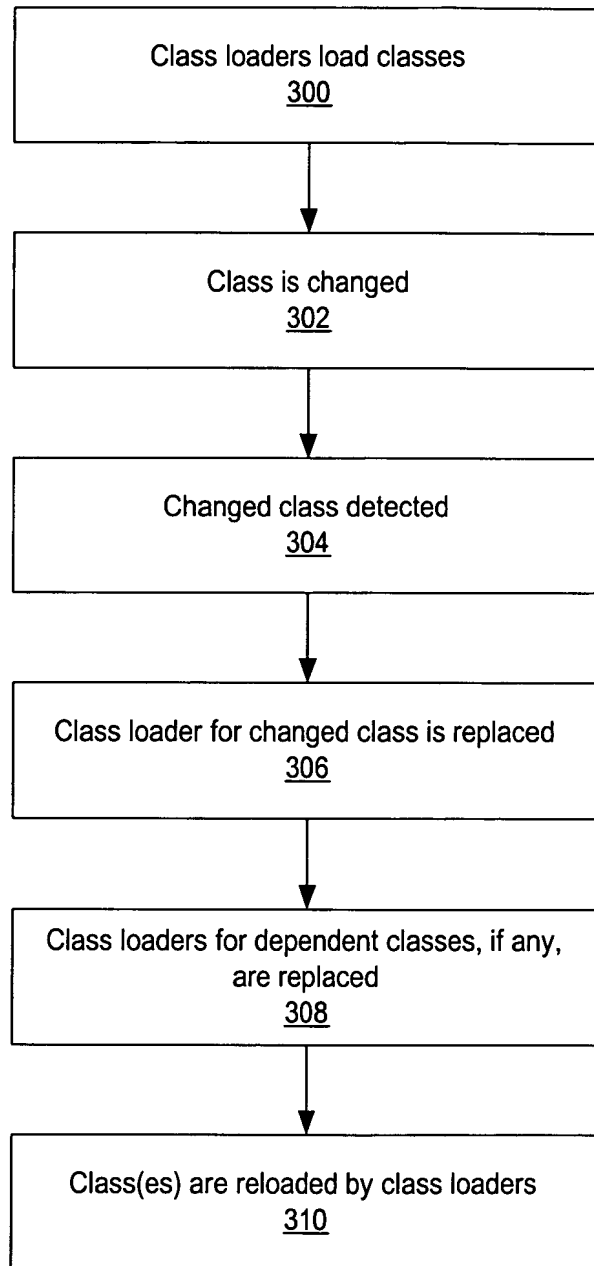 Class loaders load classes
300
Class is changed
302
Changed class detected
304
Class loader for changed class is replaced
306
Class loaders for dependent classes, if any,
are replaced
308
Class(es) are reloaded by class loaders
310